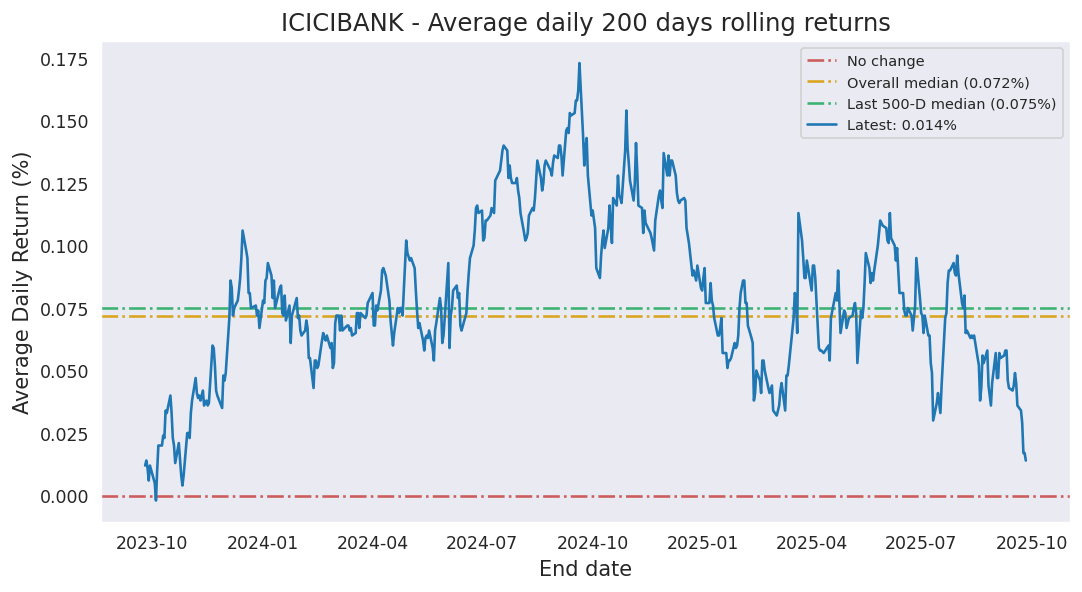 ICICIBANK - Average daily 200 days rolling returns
No change
Overall median (0.072%)
Last 500-D median (0.075%)
Latest: 0.014%
Average Daily Return (%)
0.175
0.150
0.125
0.100
0.075
0.050
0.025
0.000
2023-10 2024-01 2024-04 2024-07 2024-10 2025-01 2025-04 2025-07 2025-10
End date